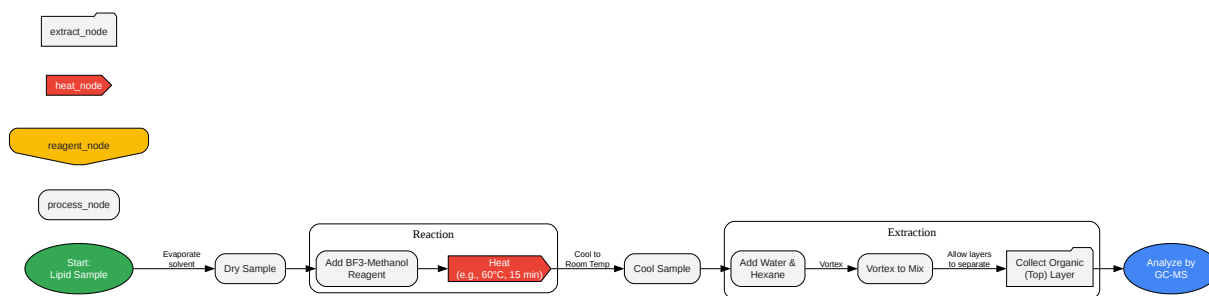 extract_node
heat_node
reagent_node
process_node
Start:
Lipid Sample
Evaporate
solvent
Dry Sample
Reaction
Add BF3-Methanol
Reagent
Heat
(e.g., 60°C, 15 min)
Cool to
Room Temp
Cool Sample
Extraction
Add Water &
Hexane
Vortex
Vortex to Mix
Allow layers
to separate
Collect Organic
(Top) Layer
Analyze by
GC-MS